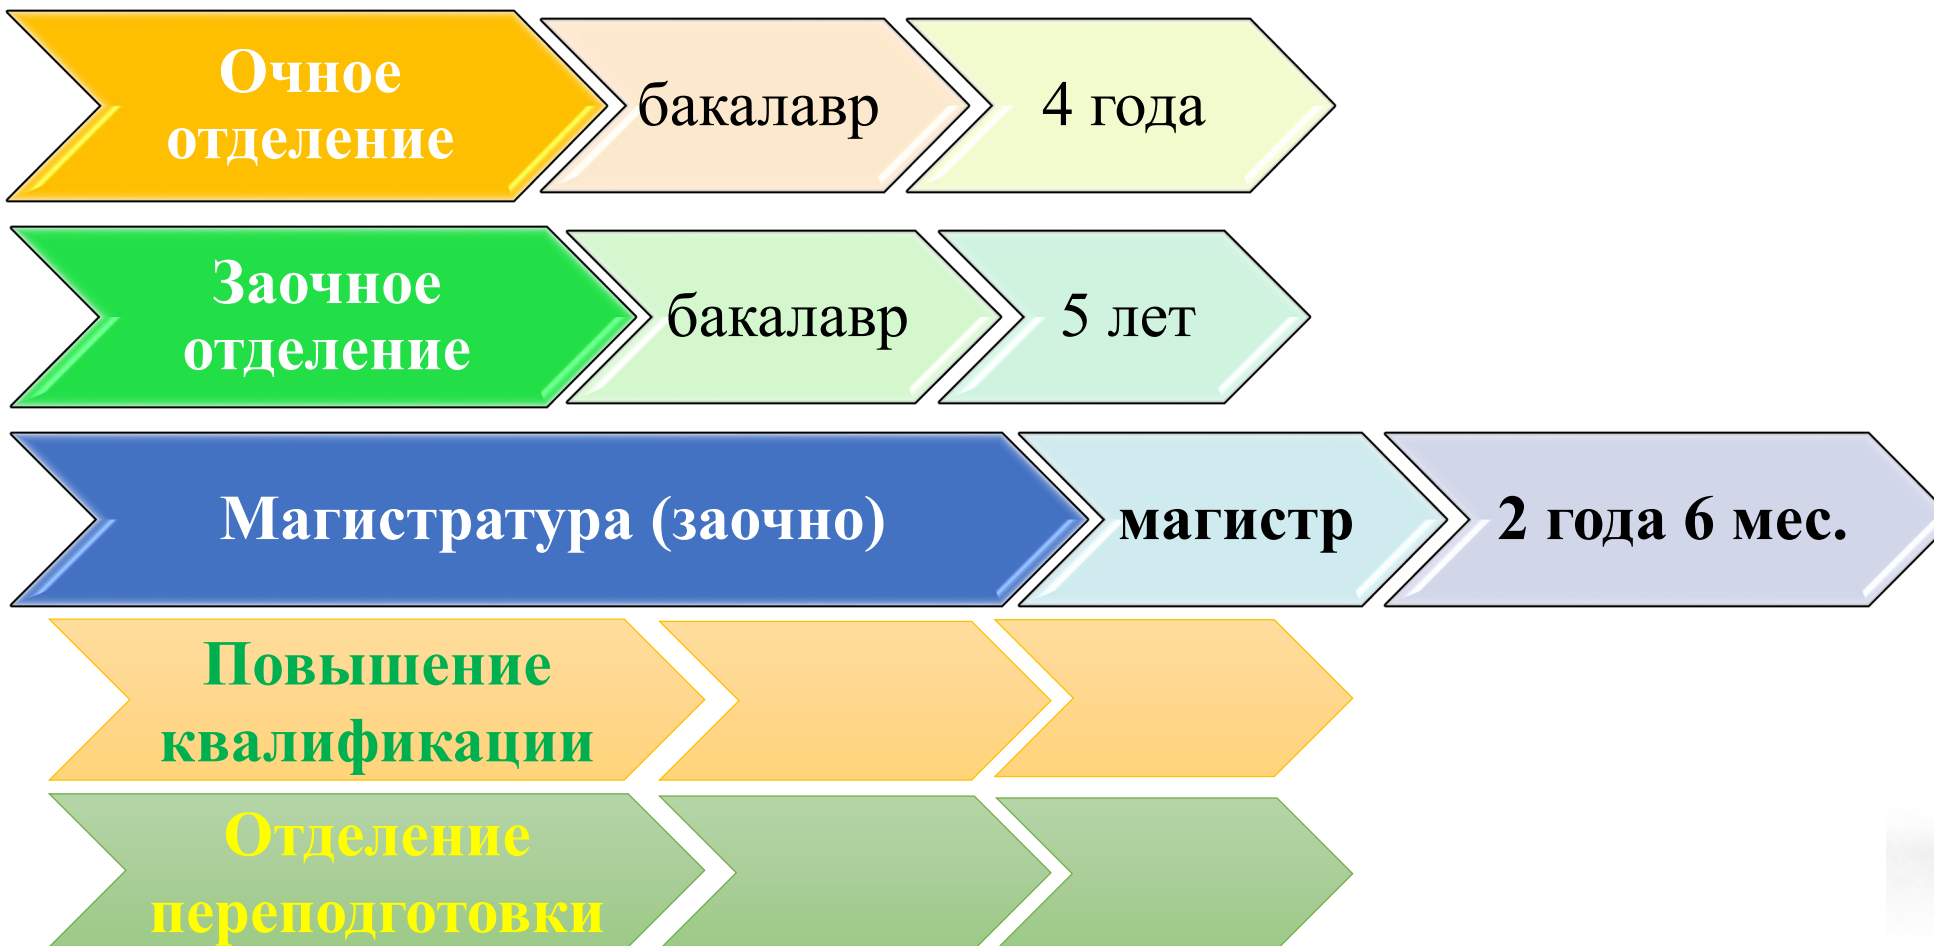 Очное
отделение
бакалавр
4 года
Заочное
отделение
бакалавр
5 лет
Магистратура (заочно)
магистр
2 года 6 мес.
Повышение
квалификации
Отделение
переподготовки